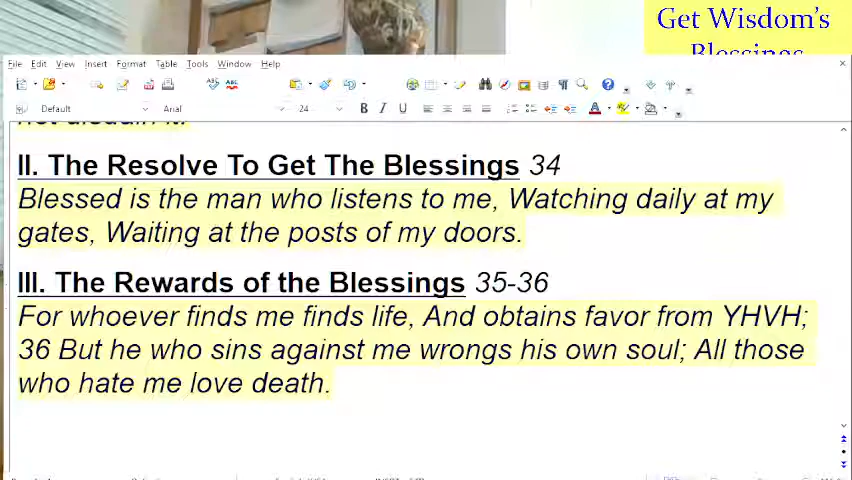 Get Wisdom's
Blessings
File Edit View Insert Format Table Tools Window Help
Default Arial 24 B I U
II. The Resolve To Get The Blessings 34
Blessed is the man who listens to me, Watching daily at my
gates, Waiting at the posts of my doors.
III. The Rewards of the Blessings 35-36
For whoever finds me finds life, And obtains favor from YHVH;
36 But he who sins against me wrongs his own soul; All those
who hate me love death.